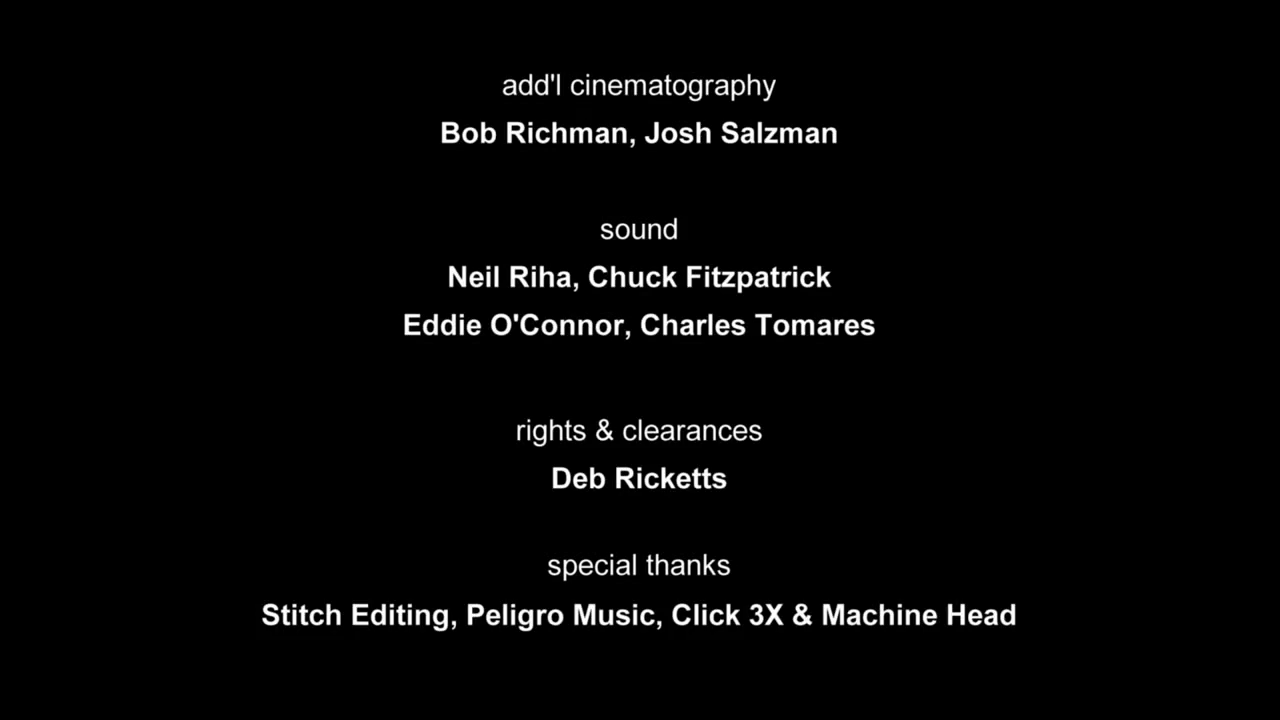 add'l cinematography
Bob Richman, Josh Salzman
sound
Neil Riha, Chuck Fitzpatrick
Eddie O'Connor, Charles Tomares
rights & clearances
Deb Ricketts
special thanks
Stitch Editing, Peligro Music, Click 3X & Machine Head